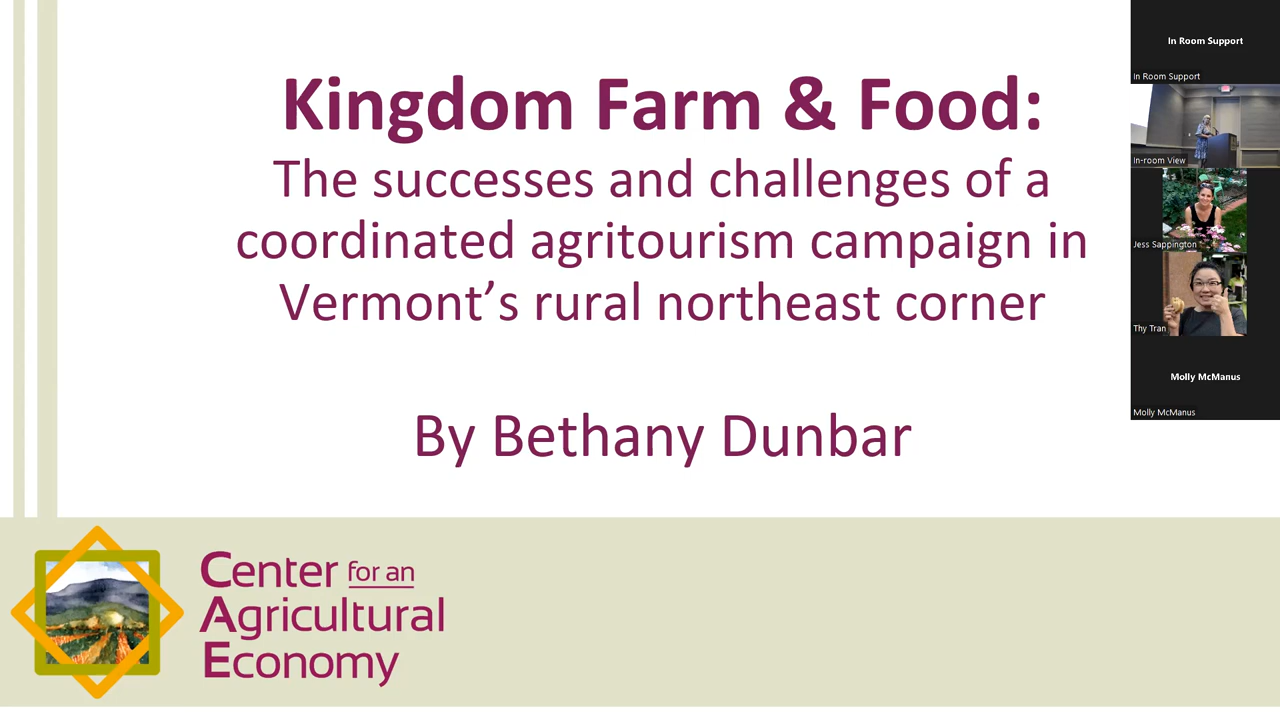 Kingdom Farm & Food:
The successes and challenges of a
coordinated agritourism campaign in
Vermont’s rural northeast corner
By Bethany Dunbar
Center for an
Agricultural
Economy
In Room Support
In Room Support
In-room View
Jess Sappington
Thy Tran
Molly McManus
Molly McManus